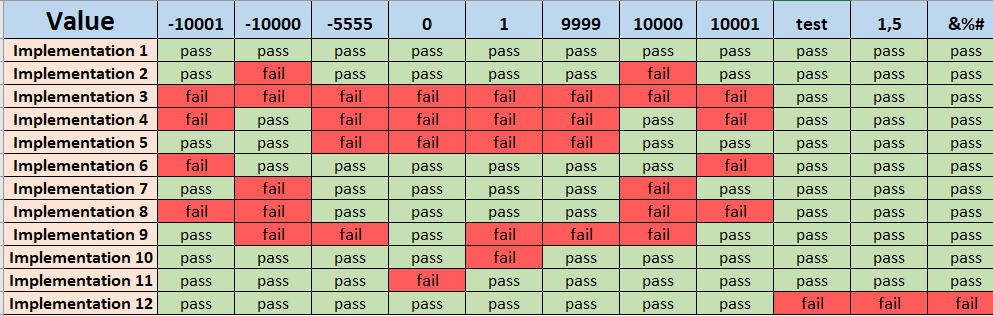 Value -10001 -10000 -5555 0 1 9999 10000 10001 test 1,5 &%#
Implementation 1 pass pass pass pass pass pass pass pass pass pass pass
Implementation 2 pass fail pass pass pass pass fail pass pass pass pass
Implementation 3 fail fail fail fail fail fail fail fail pass pass pass
Implementation 4 fail pass fail fail fail fail pass fail pass pass pass
Implementation 5 pass pass fail fail fail fail pass pass pass pass pass
Implementation 6 fail pass pass pass pass pass pass fail pass pass pass
Implementation 7 pass fail pass pass pass pass fail pass pass pass pass
Implementation 8 fail fail pass pass pass pass fail fail pass pass pass
Implementation 9 pass fail fail pass fail fail fail pass pass pass pass
Implementation 10 pass pass pass pass fail pass pass pass pass pass pass
Implementation 11 pass pass pass fail pass pass pass pass pass pass pass
Implementation 12 pass pass pass pass pass pass pass pass fail fail fail